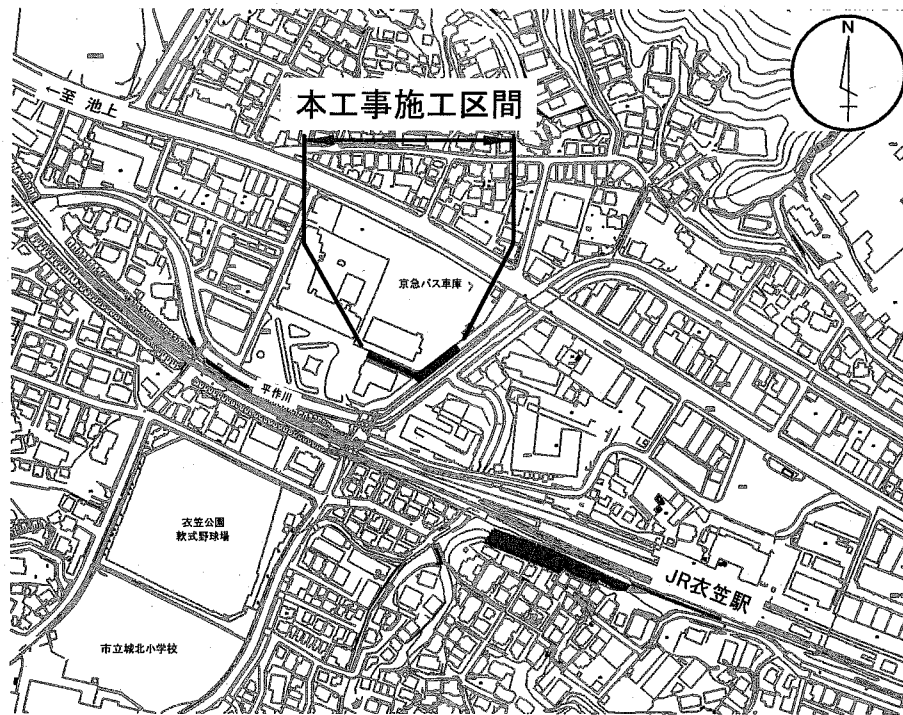 N
←至 池上
本工事施工区間
京急バス車庫
平作川
衣笠公園
軟式野球場
JR衣笠駅
市立城北小学校